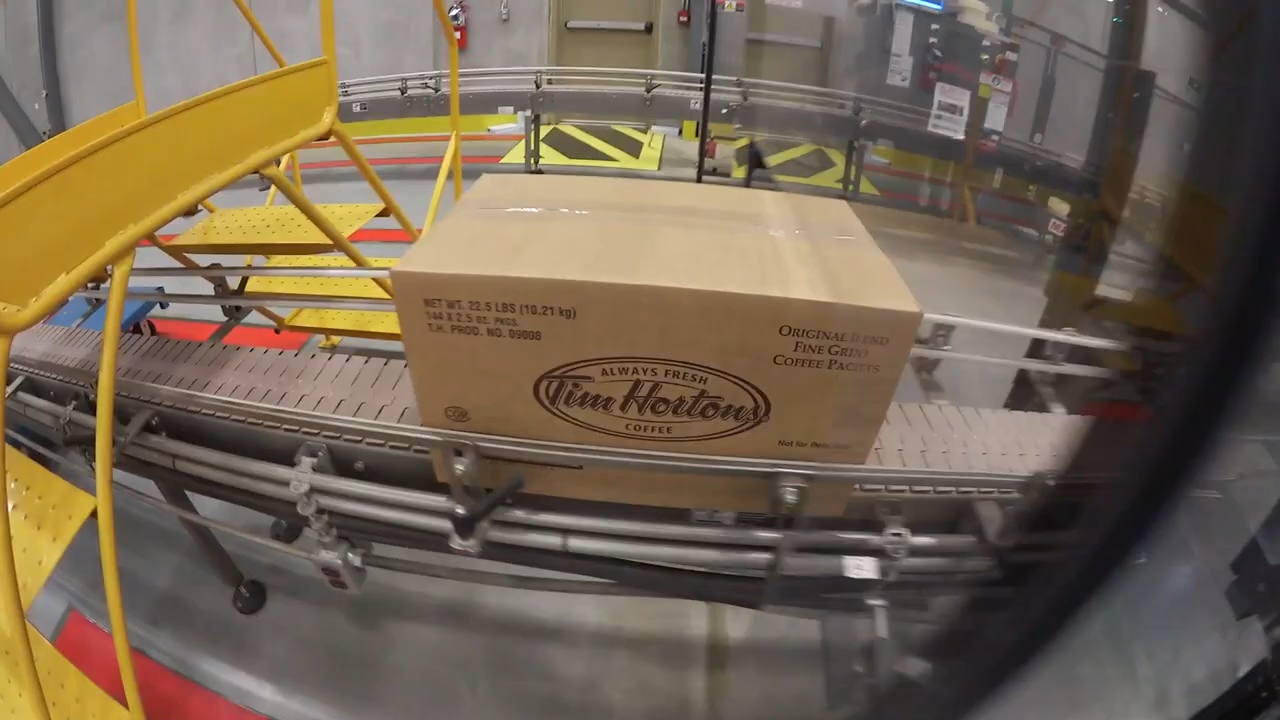 NET WT. 22.5 LBS (10.21 kg)
144 X 2.5 oz. PKGS.
T.H. PROD. NO. 09008
ORIGINAL BLEND
FINE GRIND
COFFEE PACKETS
ALWAYS FRESH
Tim Hortons
COFFEE
COR
Not for